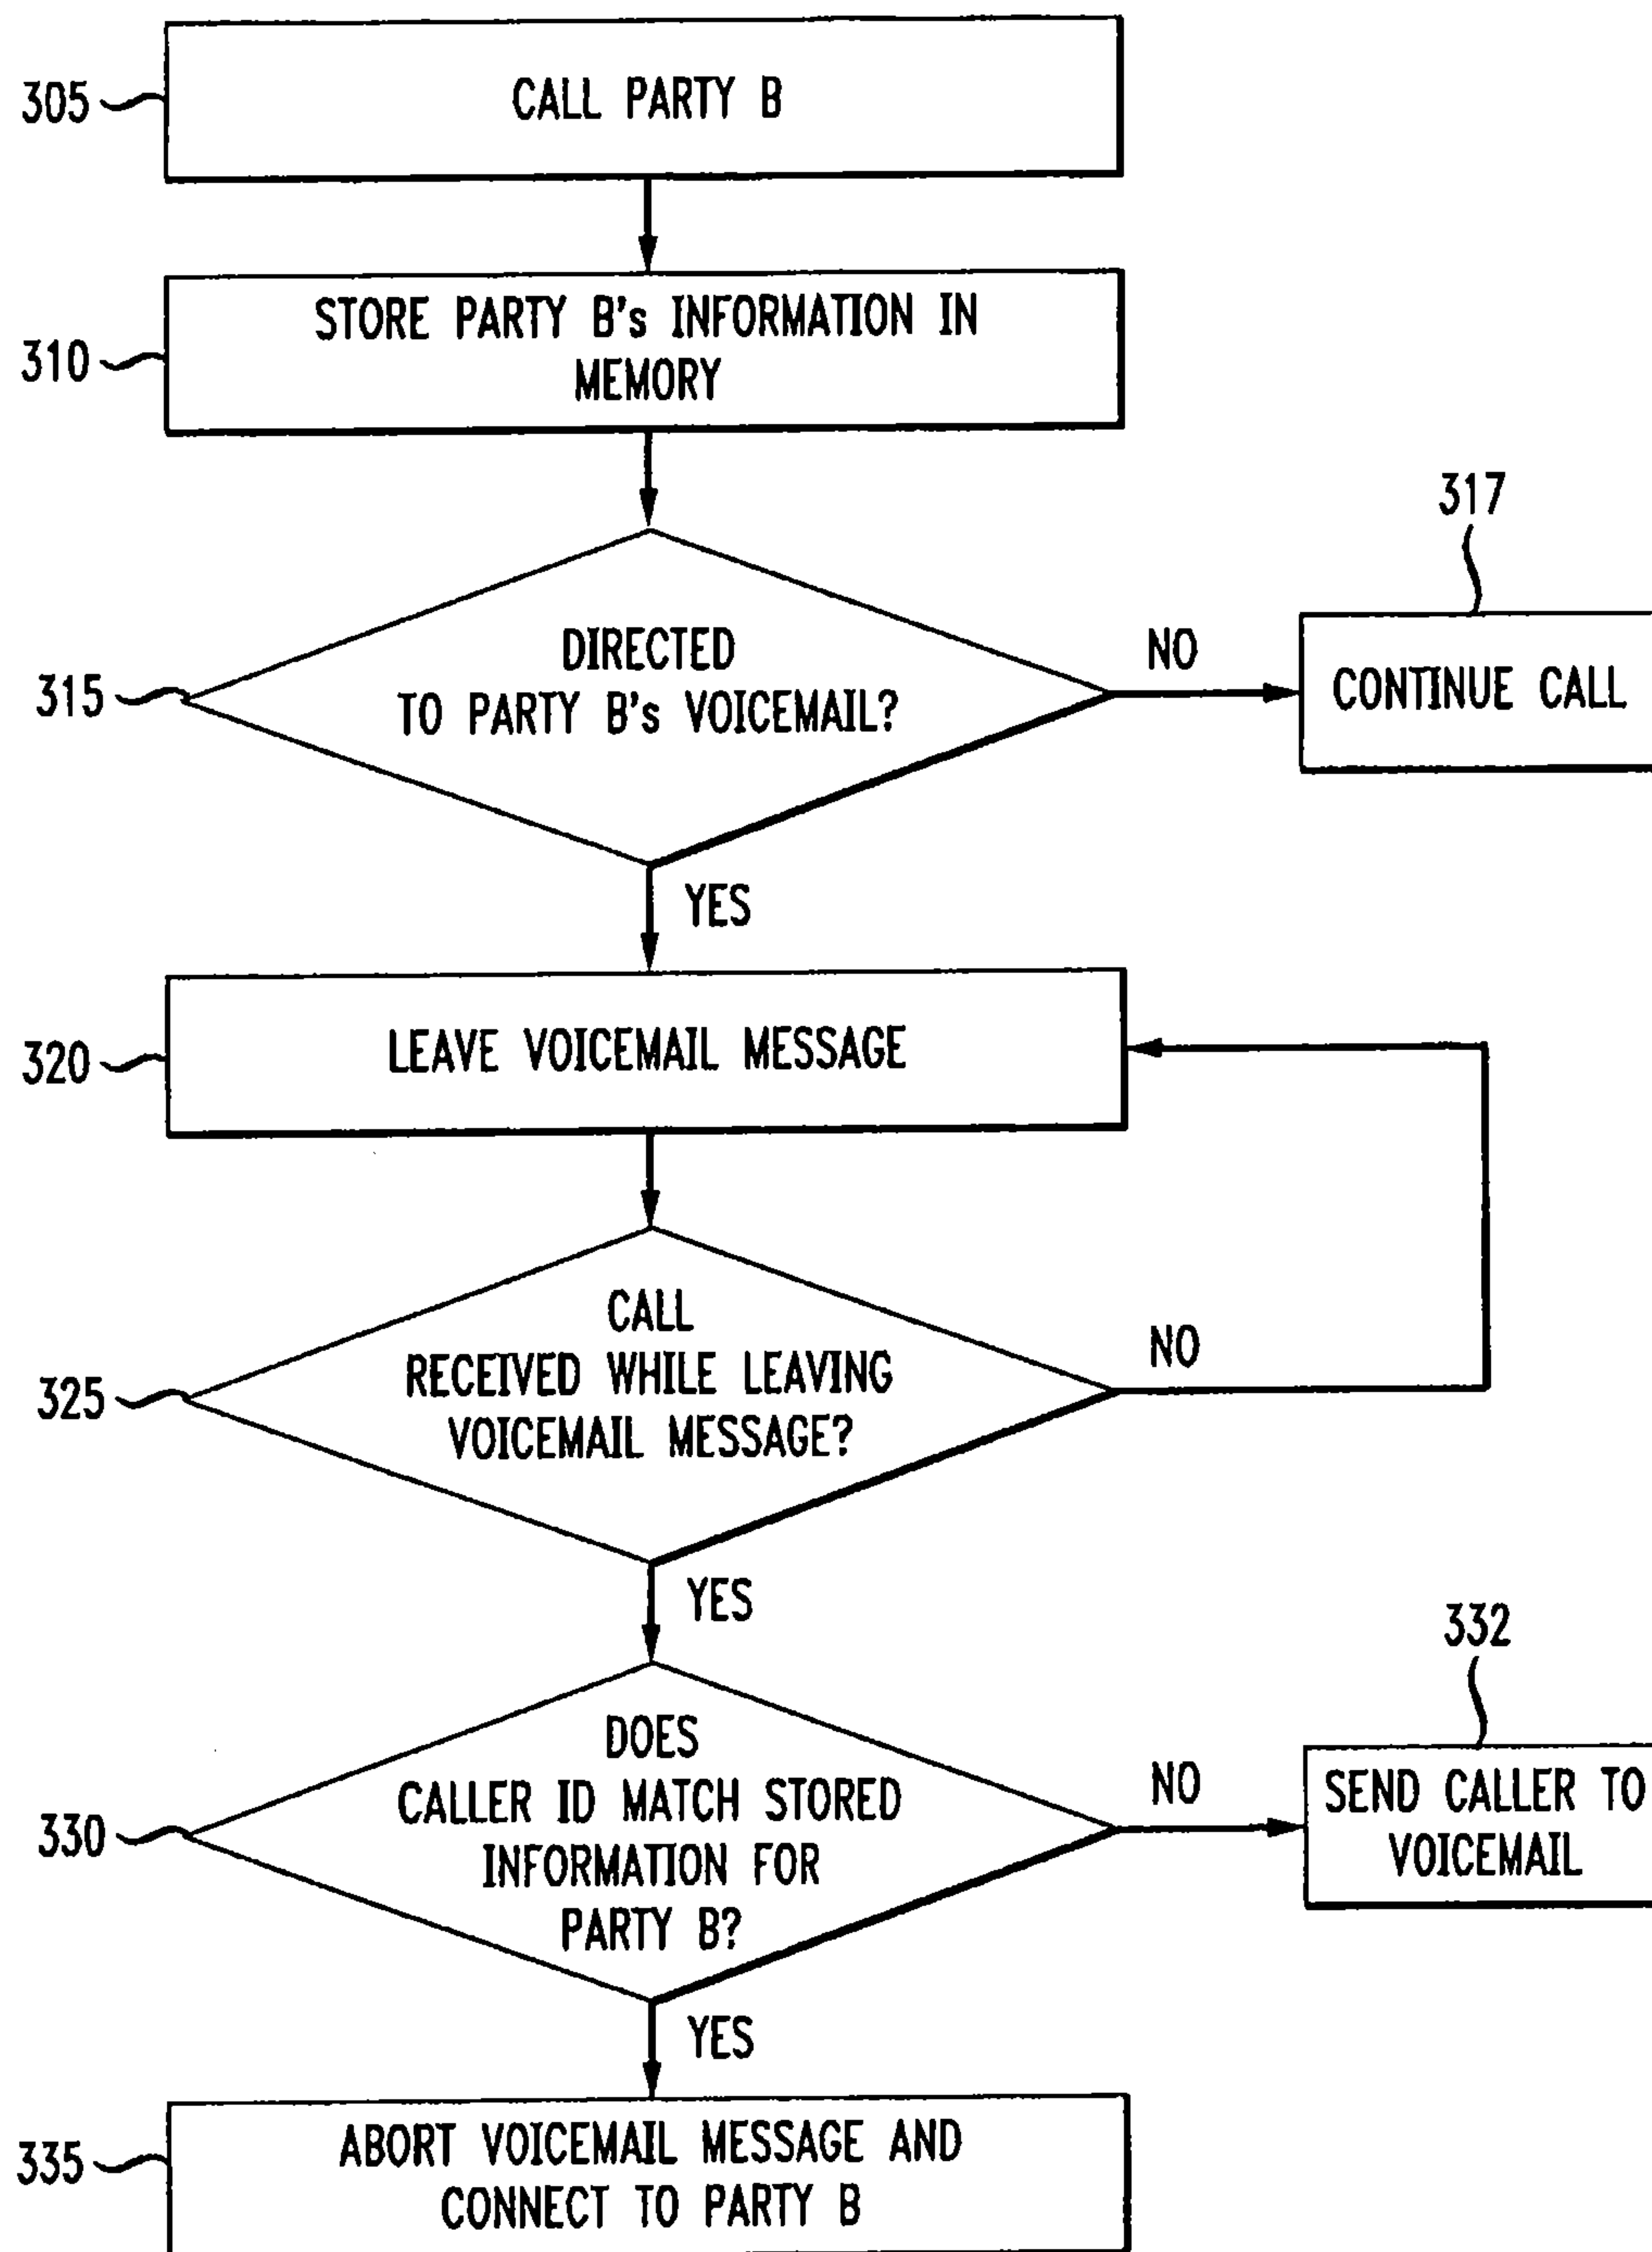 305
CALL PARTY B
310
STORE PARTY B's INFORMATION IN
MEMORY
317
315
DIRECTED
TO PARTY B's VOICEMAIL?
NO
CONTINUE CALL
YES
320
LEAVE VOICEMAIL MESSAGE
325
CALL
RECEIVED WHILE LEAVING
VOICEMAIL MESSAGE?
NO
YES
332
330
DOES
CALLER ID MATCH STORED
INFORMATION FOR
PARTY B?
NO
SEND CALLER TO
VOICEMAIL
YES
335
ABORT VOICEMAIL MESSAGE AND
CONNECT TO PARTY B